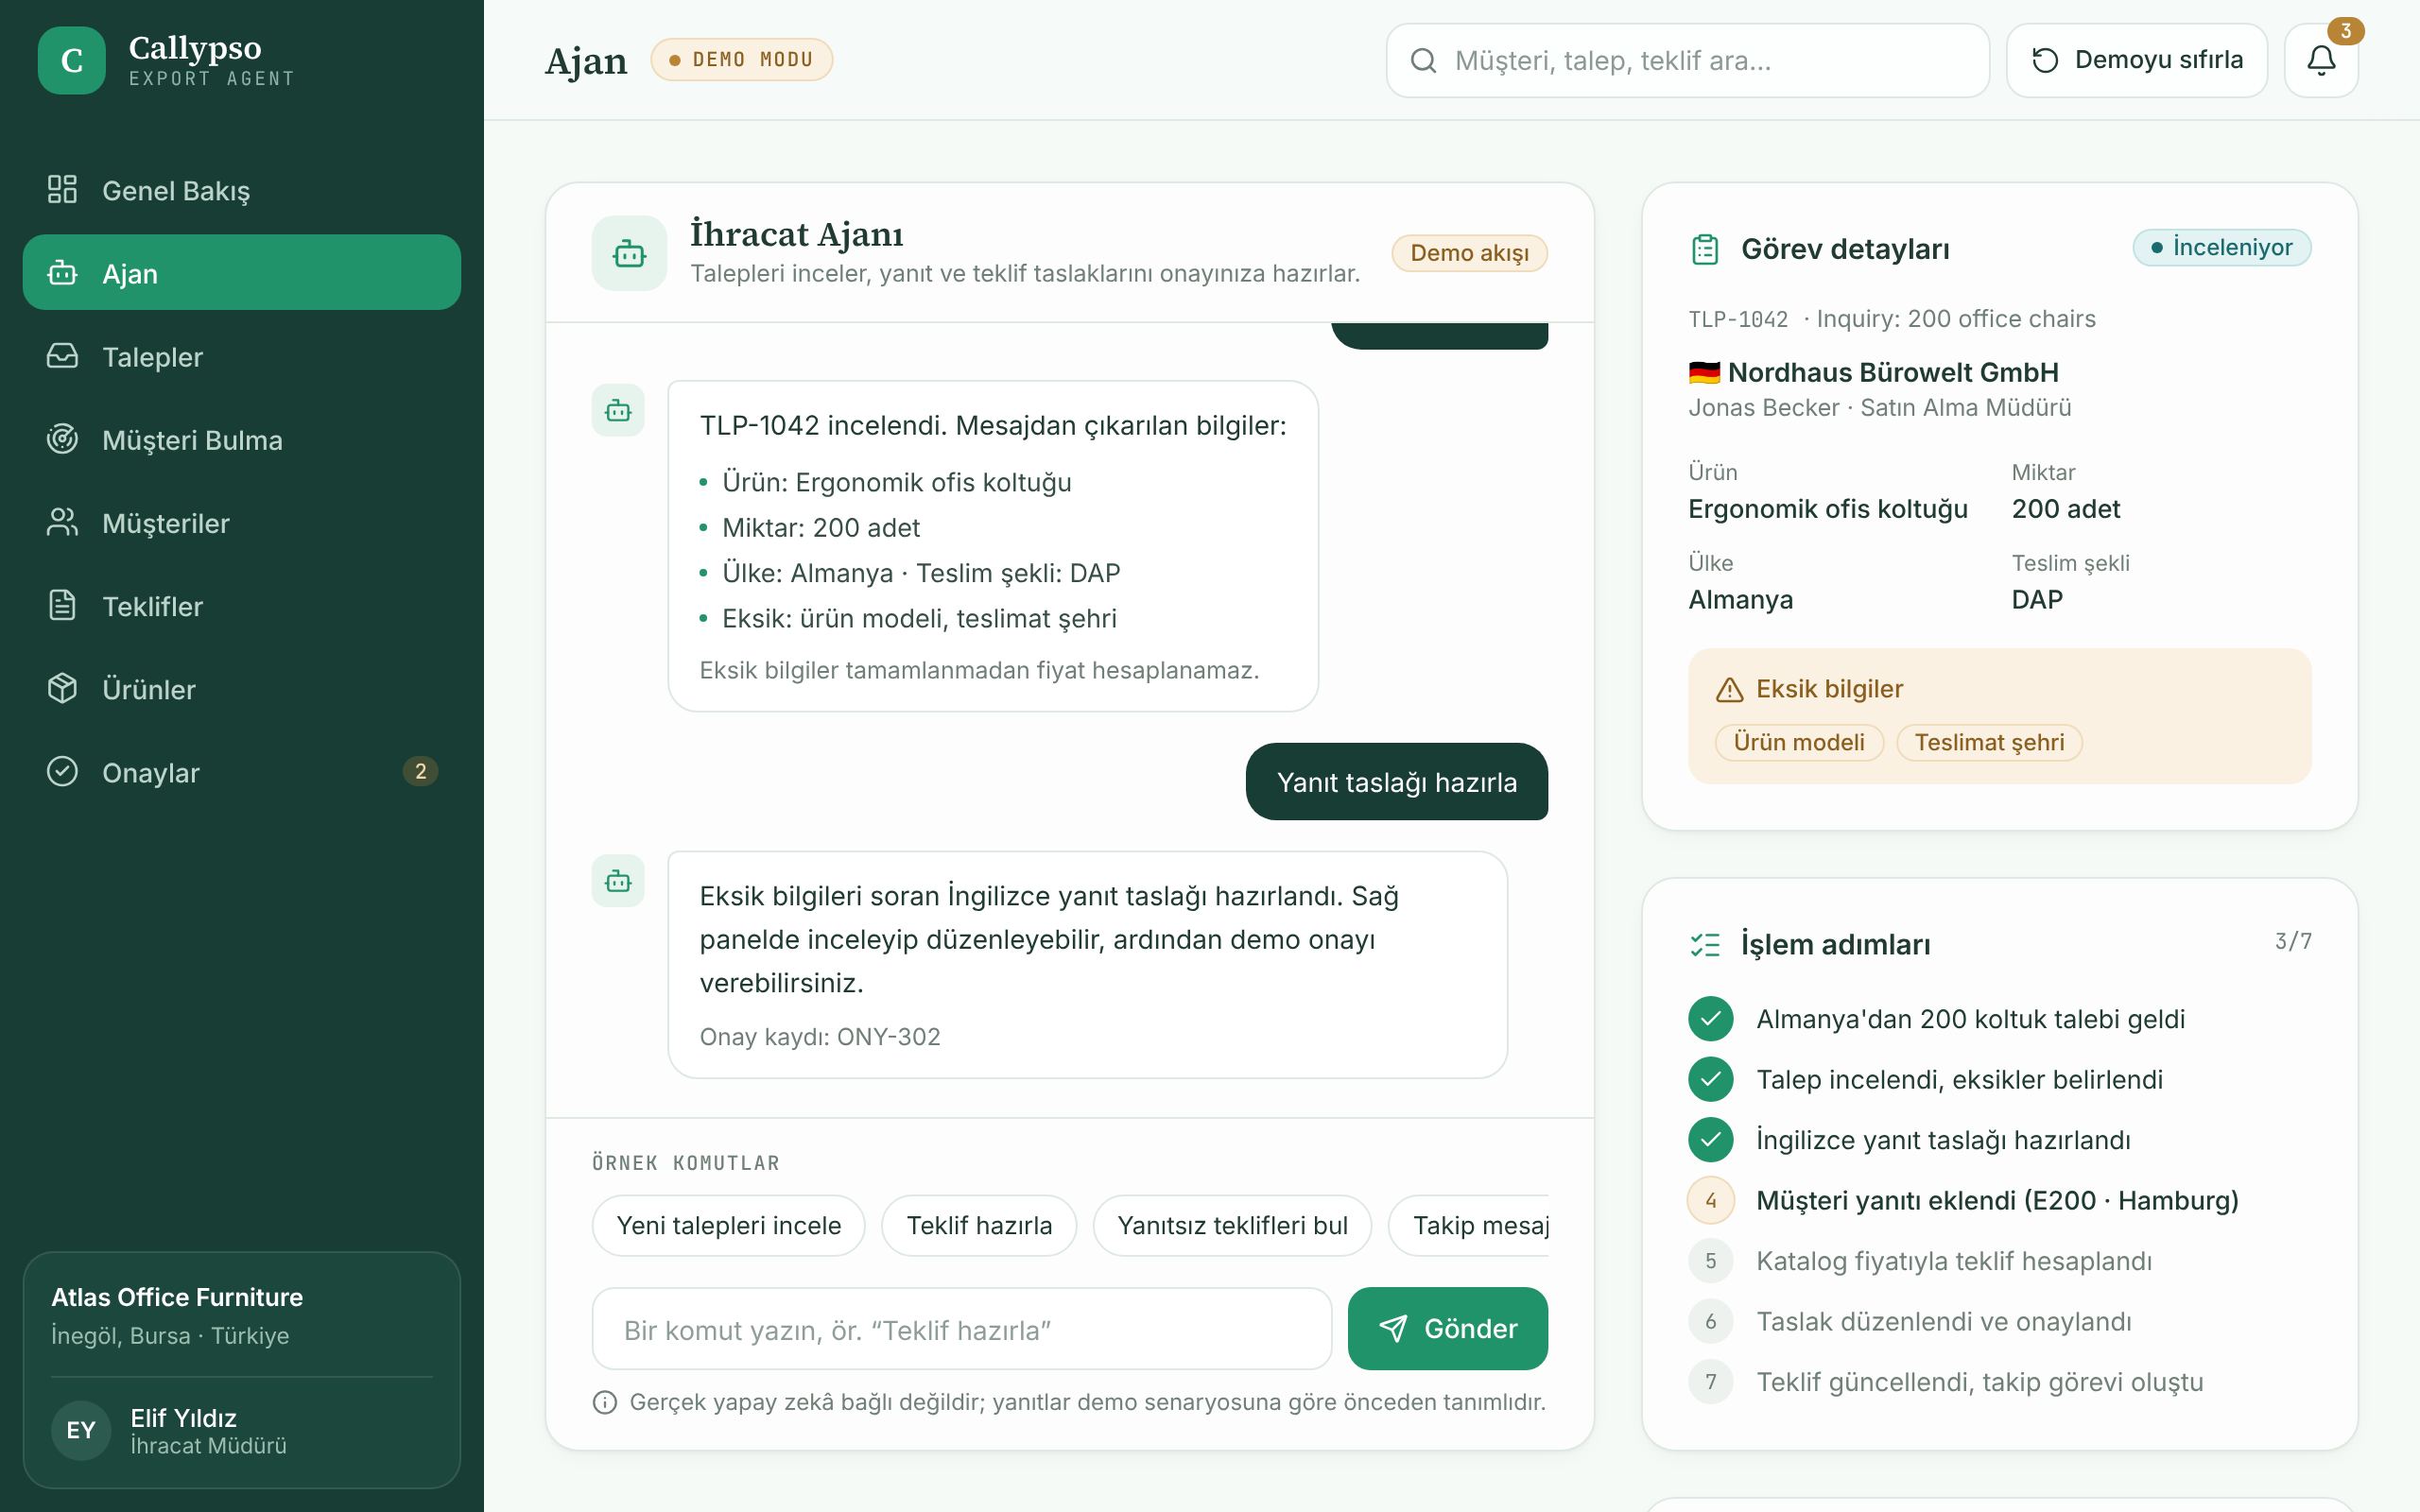 C
Callypso
EXPORT AGENT
Genel Bakış
Ajan
Talepler
Müşteri Bulma
Müşteriler
Teklifler
Ürünler
Onaylar
2
Atlas Office Furniture
İnegöl, Bursa · Türkiye
EY
Elif Yıldız
İhracat Müdürü
Ajan
DEMO MODU
Müşteri, talep, teklif ara...
Demoyu sıfırla
3
İhracat Ajanı
Talepleri inceler, yanıt ve teklif taslaklarını onayınıza hazırlar.
Demo akışı
TLP-1042 incelendi. Mesajdan çıkarılan bilgiler:
• Ürün: Ergonomik ofis koltuğu
• Miktar: 200 adet
• Ülke: Almanya · Teslim şekli: DAP
• Eksik: ürün modeli, teslimat şehri
Eksik bilgiler tamamlanmadan fiyat hesaplanamaz.
Yanıt taslağı hazırla
Eksik bilgileri soran İngilizce yanıt taslağı hazırlandı. Sağ
panelde inceleyip düzenleyebilir, ardından demo onayı
verebilirsiniz.
Onay kaydı: ONY-302
ÖRNEK KOMUTLAR
Yeni talepleri incele
Teklif hazırla
Yanıtsız teklifleri bul
Takip mesaj
Bir komut yazın, ör. “Teklif hazırla”
Gönder
Gerçek yapay zekâ bağlı değildir; yanıtlar demo senaryosuna göre önceden tanımlıdır.
Görev detayları
İnceleniyor
TLP-1042 · Inquiry: 200 office chairs
Nordhaus Bürowelt GmbH
Jonas Becker · Satın Alma Müdürü
Ürün
Ergonomik ofis koltuğu
Miktar
200 adet
Ülke
Almanya
Teslim şekli
DAP
Eksik bilgiler
Ürün modeli
Teslimat şehri
İşlem adımları
3/7
Almanya'dan 200 koltuk talebi geldi
Talep incelendi, eksikler belirlendi
İngilizce yanıt taslağı hazırlandı
4 Müşteri yanıtı eklendi (E200 · Hamburg)
5 Katalog fiyatıyla teklif hesaplandı
6 Taslak düzenlendi ve onaylandı
7 Teklif güncellendi, takip görevi oluştu